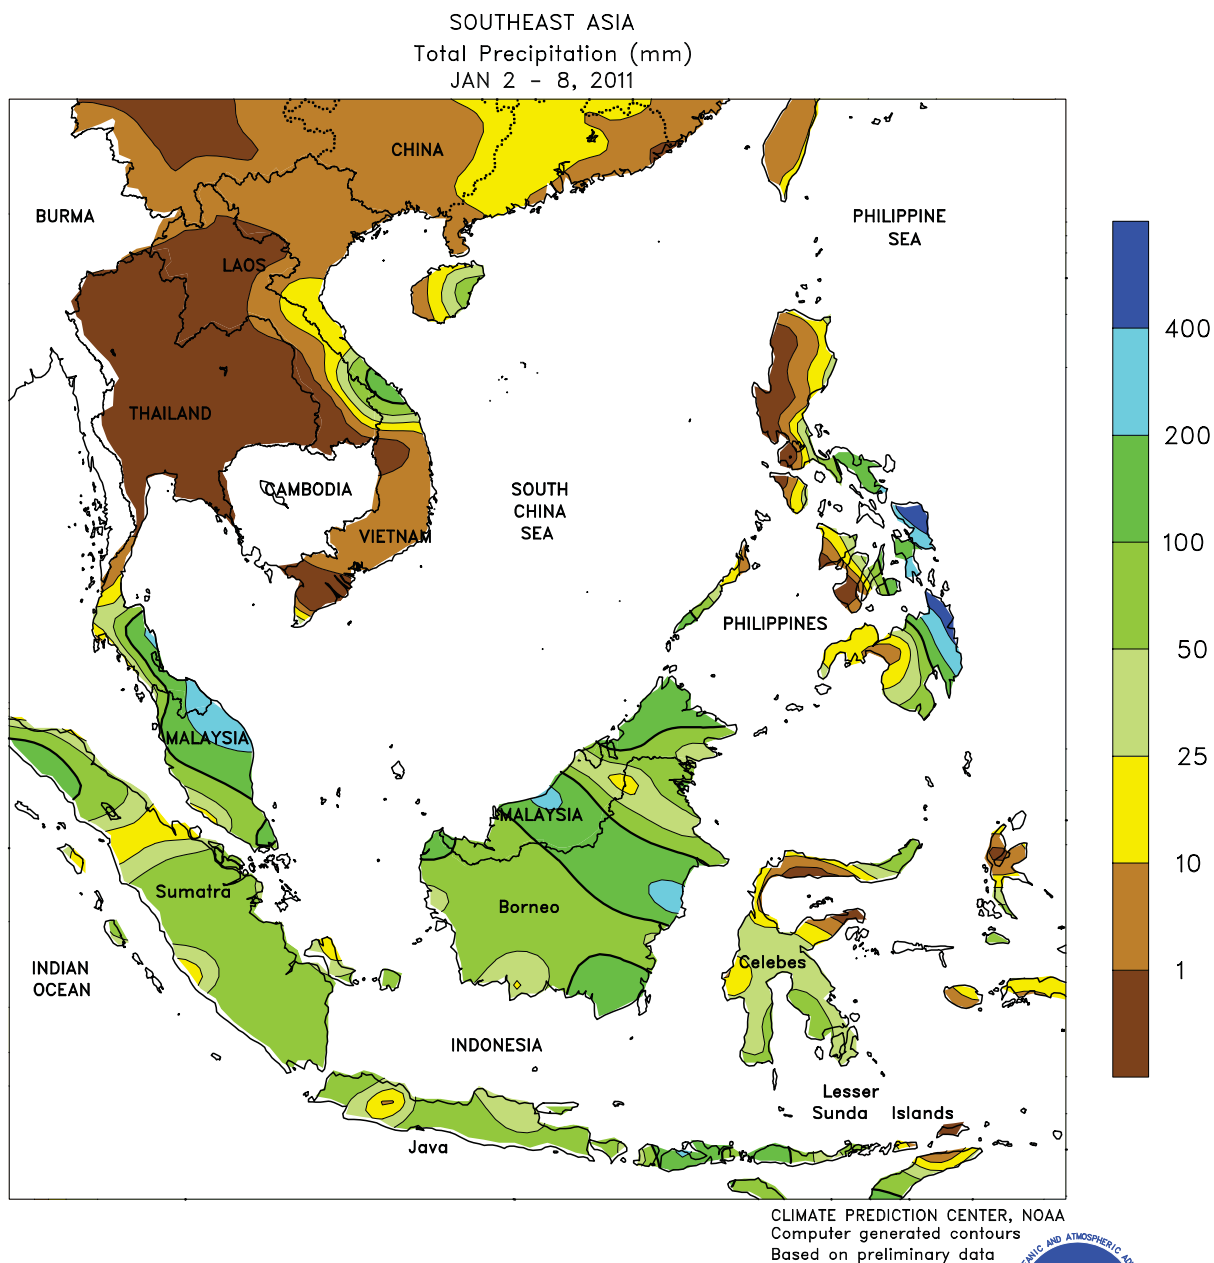 SOUTHEAST ASIA
Total Precipitation (mm)
JAN 2 - 8, 2011
CHINA
BURMA
PHILIPPINE
SEA
LAOS
400
THAILAND
200
CAMBODIA
SOUTH
CHINA
SEA
VIETNAM
100
PHILIPPINES
50
MALAYSIA
25
MALAYSIA
10
Sumatra
Borneo
Celebes
INDIAN
OCEAN
1
INDONESIA
Lesser
Sunda Islands
Java
CLIMATE PREDICTION CENTER, NOAA
Computer generated contours
Based on preliminary data
AND ATMOSPHERIC